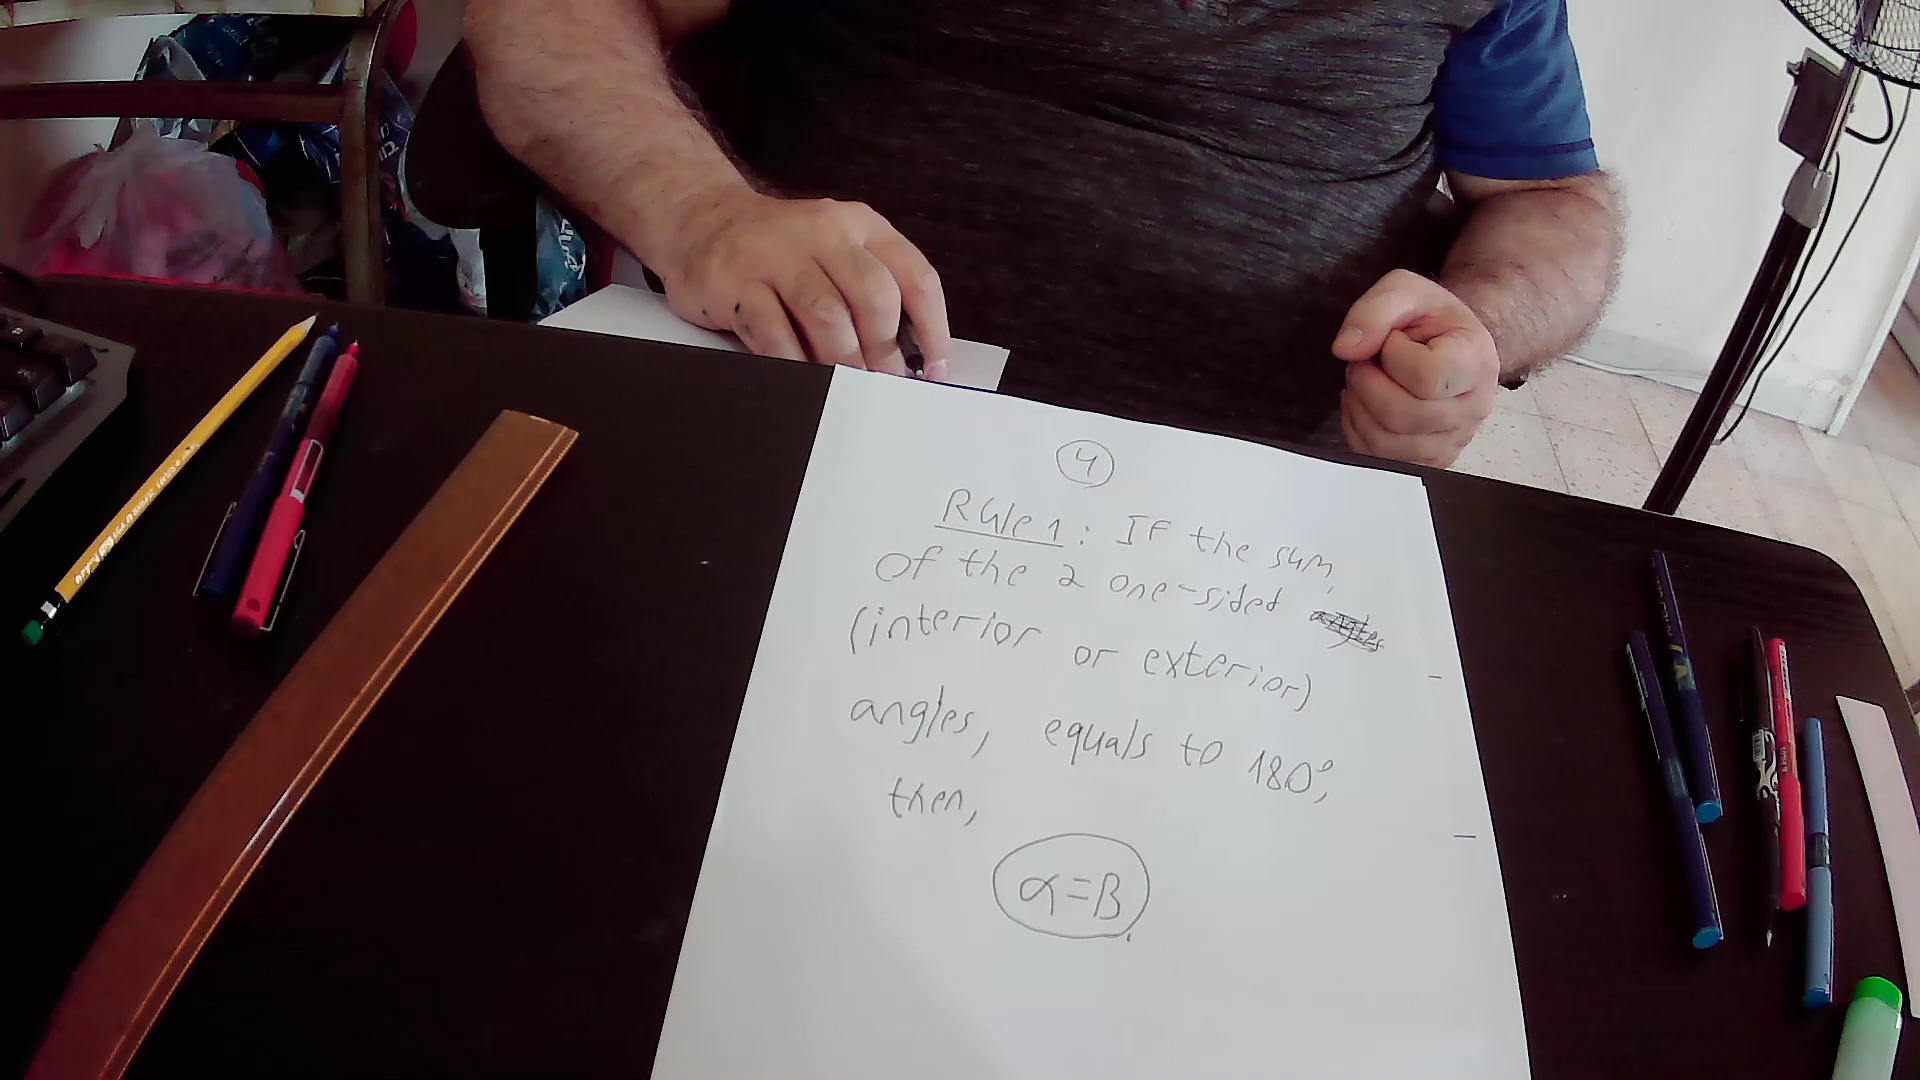 4
Rule 1: IF the sum,
of the 2 one-sided
(interior or exterior)
angles, equals to 180°,
then,
α=B